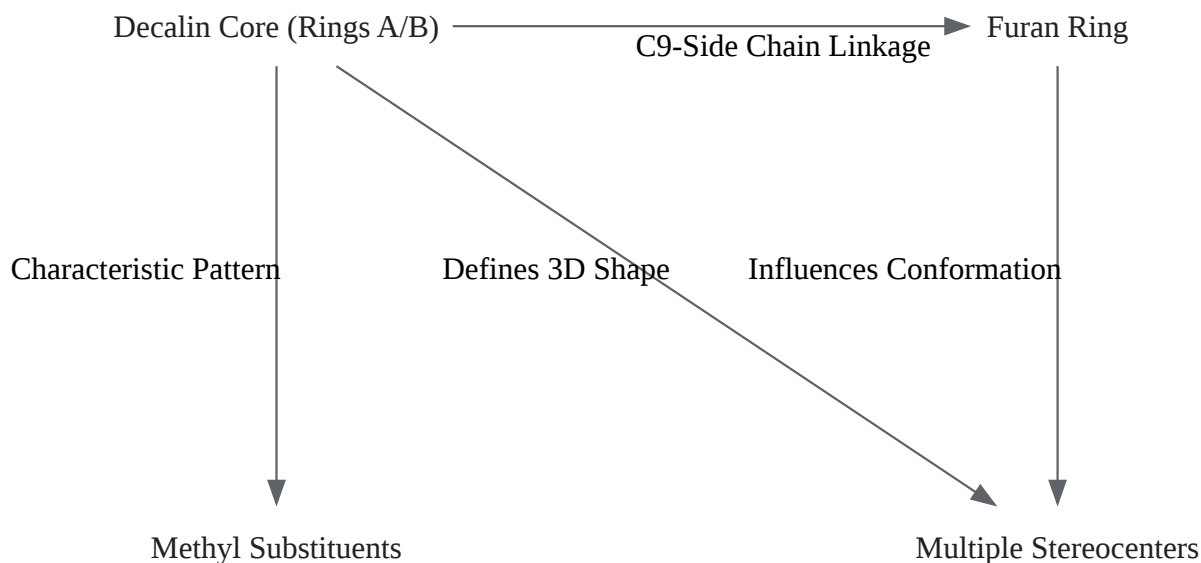 Decalin Core (Rings A/B)
Furan Ring
C9-Side Chain Linkage
Characteristic Pattern
Defines 3D Shape
Influences Conformation
Methyl Substituents
Multiple Stereocenters